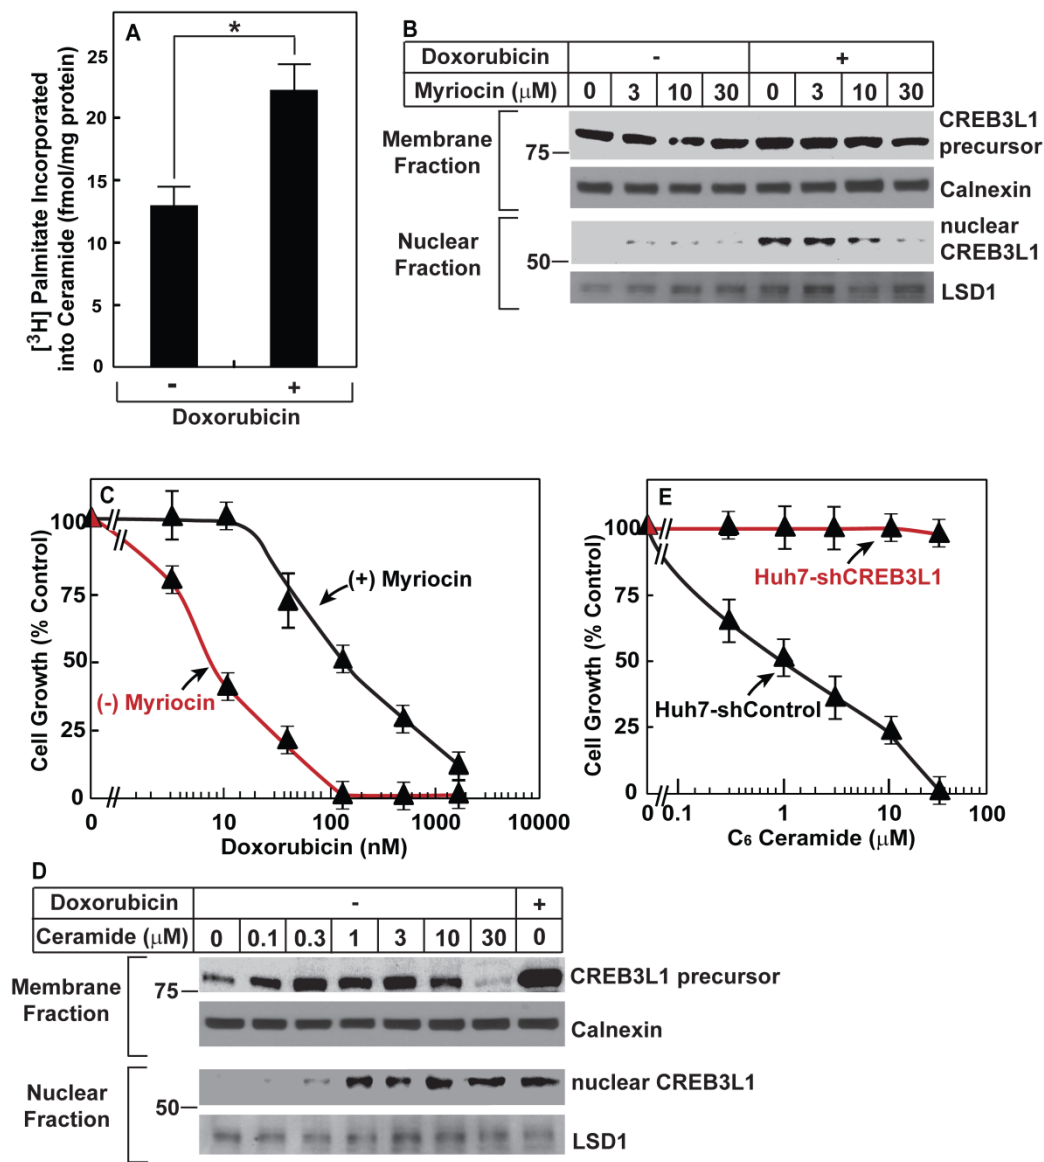 A
[³H] Palmitate Incorporated
into Ceramide (fmol/mg protein)
25
20
15
10
5
0
*
-
+
Doxorubicin
B
Doxorubicin - +
Myriocin (μM) 0 3 10 30 0 3 10 30
Membrane
Fraction
75
CREB3L1
precursor
Calnexin
Nuclear
Fraction
50
nuclear
CREB3L1
LSD1
C
Cell Growth (% Control)
100
75
50
25
0
(+) Myriocin
(-) Myriocin
0 10 100 1000 10000
Doxorubicin (nM)
E
Cell Growth (% Control)
100
75
50
25
0
Huh7-shCREB3L1
Huh7-shControl
0 0.1 1 10 100
C₆ Ceramide (μM)
D
Doxorubicin - +
Ceramide (μM) 0 0.1 0.3 1 3 10 30 0
Membrane
Fraction
75
CREB3L1 precursor
Calnexin
Nuclear
Fraction
50
nuclear CREB3L1
LSD1